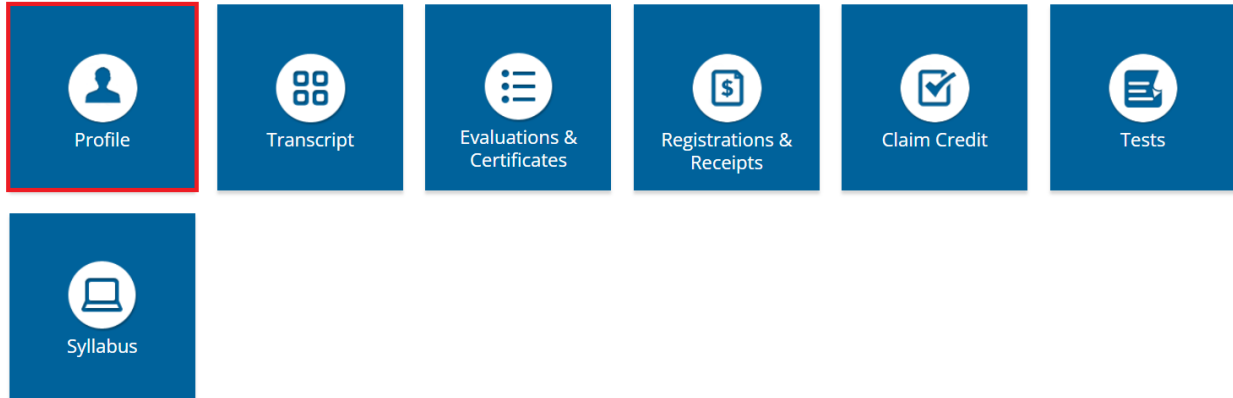 Profile
Transcript
Evaluations &
Certificates
Registrations &
Receipts
Claim Credit
Tests
Syllabus